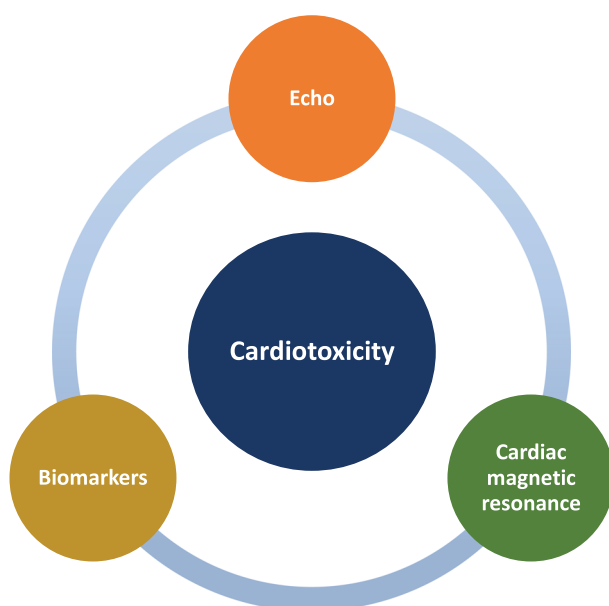 Echo
Cardiotoxicity
Biomarkers
Cardiac
magnetic
resonance